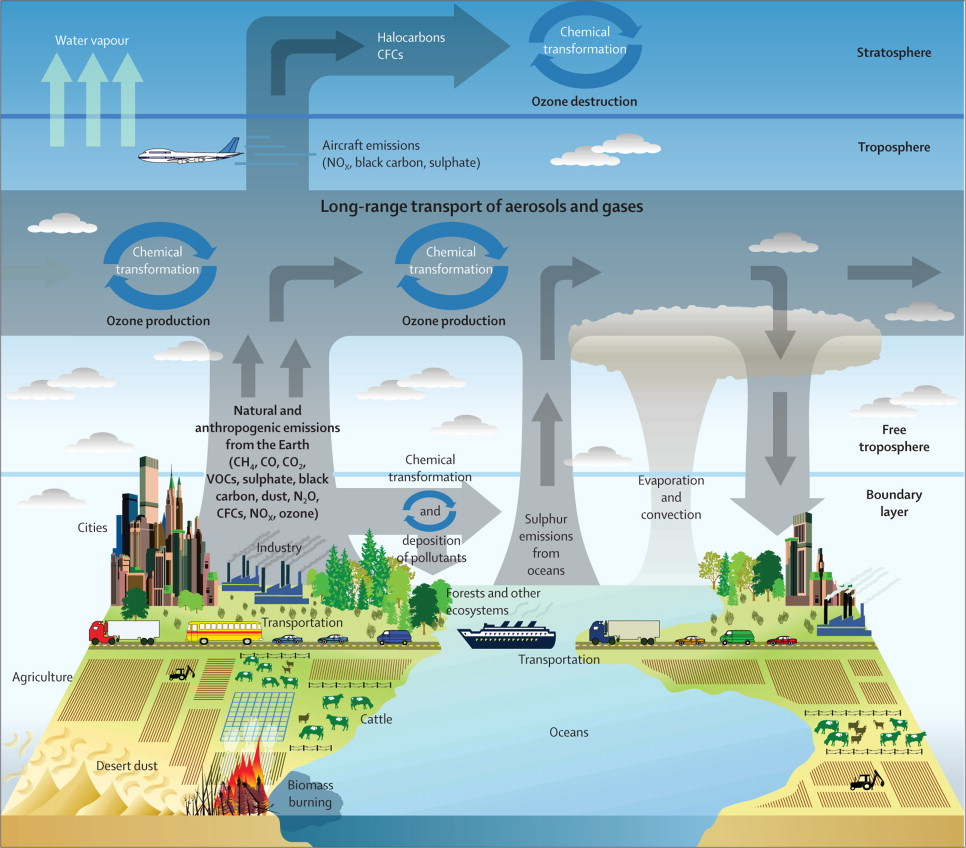 Water vapour
Halocarbons
CFCs
Chemical
transformation
Ozone destruction
Stratosphere
Aircraft emissions
(NOX, black carbon, sulphate)
Troposphere
Long-range transport of aerosols and gases
Chemical
transformation
Ozone production
Chemical
transformation
Ozone production
Natural and
anthropogenic emissions
from the Earth
(CH4, CO, CO2,
VOCs, sulphate, black
carbon, dust, N2O,
CFCs, NOX, ozone)
Free
troposphere
Chemical
transformation
and
deposition
of pollutants
Evaporation
and
convection
Boundary
layer
Cities
Industry
Sulphur
emissions
from
oceans
Forests and other
ecosystems
Transportation
Transportation
Agriculture
Cattle
Oceans
Desert dust
Biomass
burning